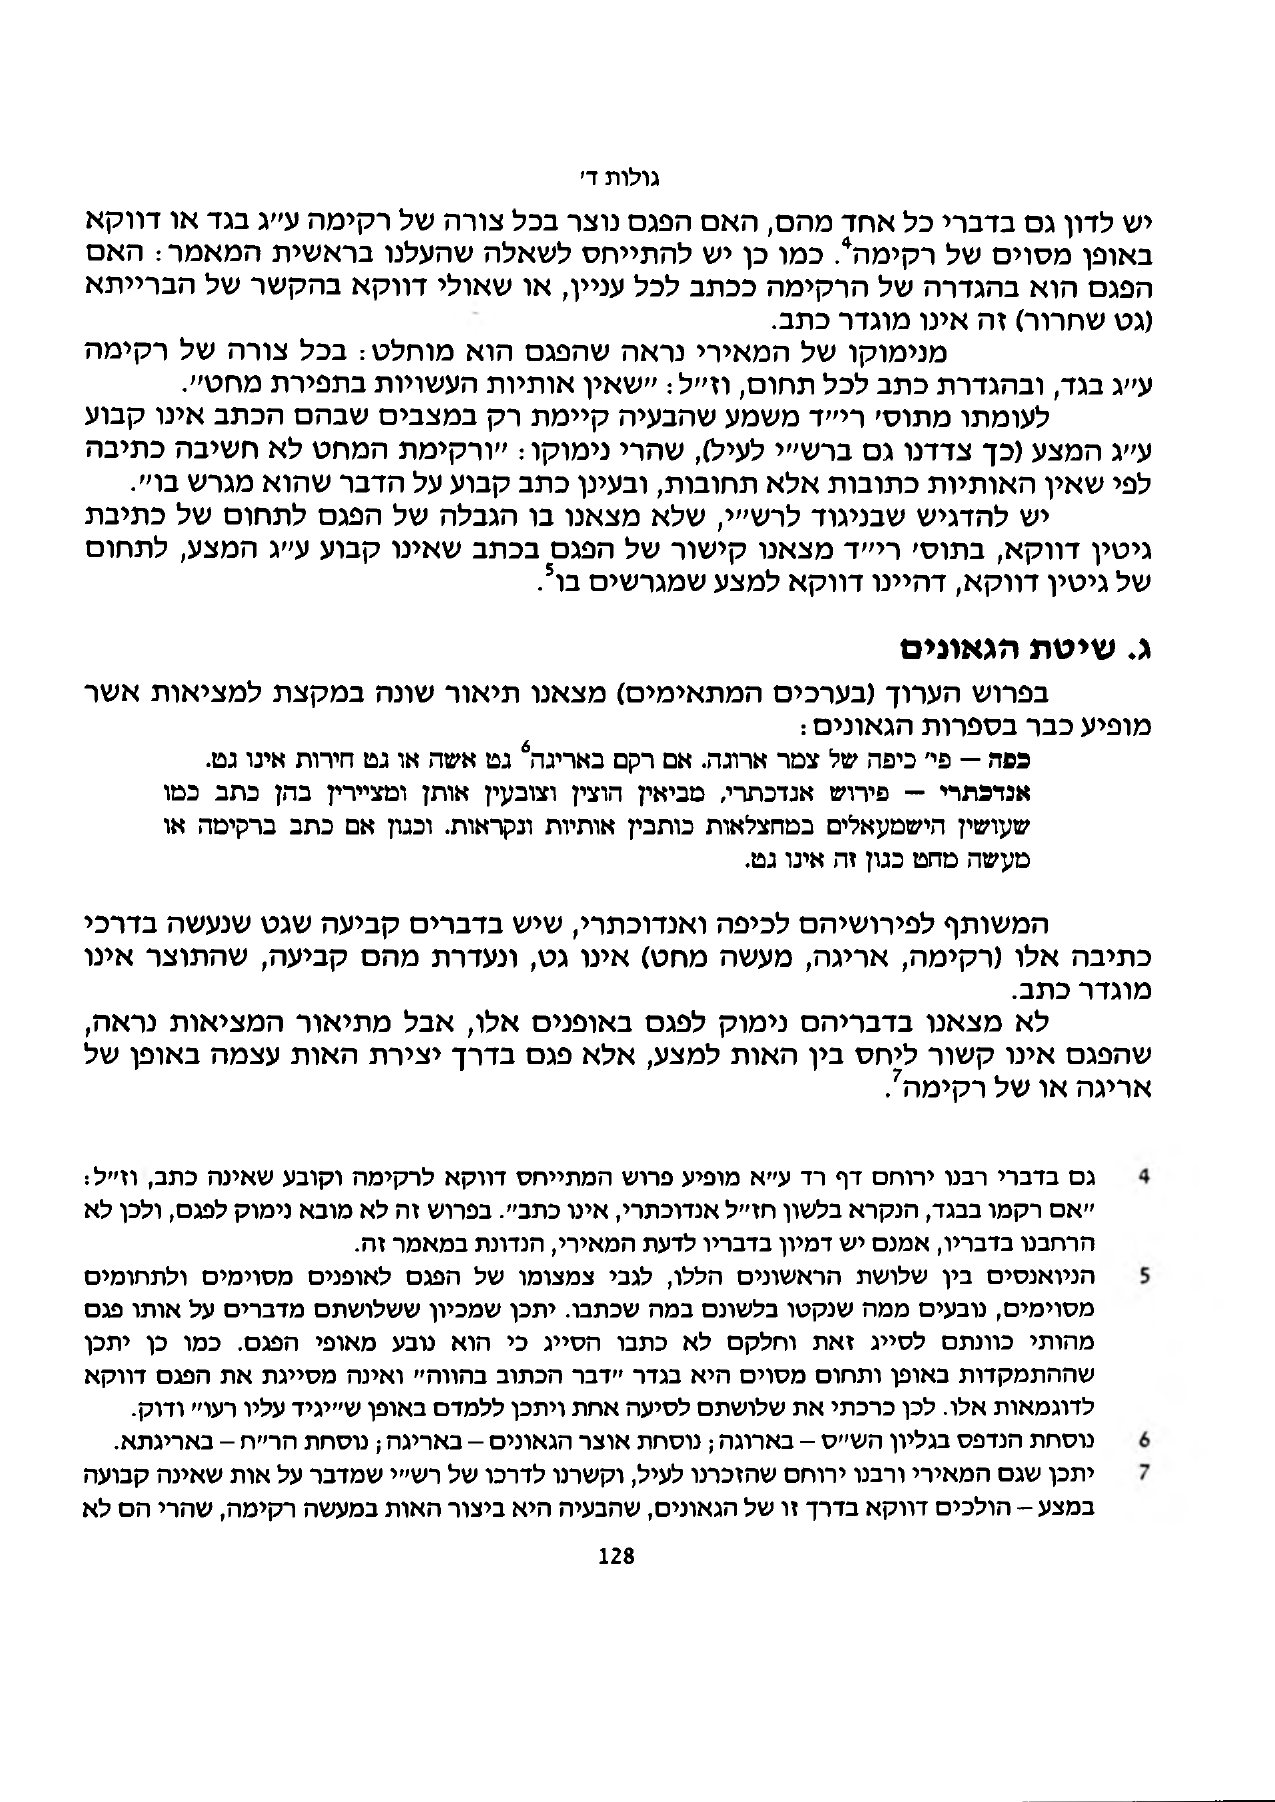 גולות ד'
יש לדון גם בדברי כל אחד מהם, האם הפגם נוצר בכל צורה של רקימה ע״ג בגד או דווקא
באופן מסוים של רקימה4. כמו כן יש להתייחס לשאלה שהעלנו בראשית המאמר: האם
הפגם הוא בהגדרה של הרקימה ככתב לכל עניין, או שאולי דווקא בהקשר של הברייתא
(גט שחרור) זה אינו מוגדר כתב.
מנימוקו של המאירי נראה שהפגם הוא מוחלט: בכל צורה של רקימה
ע״ג בגד, ובהגדרת כתב לכל תחום, וז״ל: ״שאין אותיות העשויות בתפירת מחט״.
לעומתו מתוס' רי״ד משמע שהבעיה קיימת רק במצבים שבהם הכתב אינו קבוע
ע״ג המצע (כך צדדנו גם ברש״י לעיל), שהרי נימוקו: ״ורקימת המחט לא חשיבה כתיבה
לפי שאין האותיות כתובות אלא תחובות, ובעינן כתב קבוע על הדבר שהוא מגרש בו״.
יש להדגיש שבניגוד לרש״י, שלא מצאנו בו הגבלה של הפגם לתחום של כתיבת
גיטין דווקא, בתוס' רי״ד מצאנו קישור של הפגם בכתב שאינו קבוע ע״ג המצע, לתחום
של גיטין דווקא, דהיינו דווקא למצע שמגרשים בו5.
ג. שיטת הגאונים
בפרוש הערוך (בערכים המתאימים) מצאנו תיאור שונה במקצת למציאות אשר
מופיע כבר בספרות הגאונים:
כפה – פי' כיפה של צמר ארוגה. אם רקם באריגה6 גט אשה או גט חירות אינו גט.
אנדכתרי – פירוש אנדכתרי, מביאין הוצין וצובעין אותן ומציירין בהן כתב כמו
שעושין הישמעאלים במחצלאות כותבין אותיות ונקראות. וכגון אם כתב ברקימה או
מעשה מחט כגון זה אינו גט.
המשותף לפירושיהם לכיפה ואנדוכתרי, שיש בדברים קביעה שגט שנעשה בדרכי
כתיבה אלו (רקימה, אריגה, מעשה מחט) אינו גט, ונעדרת מהם קביעה, שהתוצר אינו
מוגדר כתב.
לא מצאנו בדבריהם נימוק לפגם באופנים אלו, אבל מתיאור המציאות נראה,
שהפגם אינו קשור ליחס בין האות למצע, אלא פגם בדרך יצירת האות עצמה באופן של
אריגה או של רקימה7.
4 גם בדברי רבנו ירוחם דף רד ע״א מופיע פרוש המתייחס דווקא לרקימה וקובע שאינה כתב, וז״ל:
״אם רקמו בבגד, הנקרא בלשון חז״ל אנדוכתרי, אינו כתב״. בפרוש זה לא מובא נימוק לפגם, ולכן לא
הרחבנו בדבריו, אמנם יש דמיון בדבריו לדעת המאירי, הנדונת במאמר זה.
5 הניואנסים בין שלושת הראשונים הללו, לגבי צמצומו של הפגם לאופנים מסוימים ולתחומים
מסוימים, נובעים ממה שנקטו בלשונם במה שכתבו. יתכן שמכיון ששלושתם מדברים על אותו פגם
מהותי כוונתם לסייג זאת וחלקם לא כתבו הסייג כי הוא נובע מאופי הפגם. כמו כן יתכן
שההתמקדות באופן ותחום מסוים היא בגדר ״דבר הכתוב בהווה״ ואינה מסייגת את הפגם דווקא
לדוגמאות אלו. לכן כרכתי את שלושתם לסיעה אחת ויתכן ללמדם באופן ש״יגיד עליו רעו״ ודוק.
6 נוסחת הנדפס בגליון הש״ס – בארוגה; נוסחת אוצר הגאונים – באריגה; נוסחת הר״ח – באריגתא.
7 יתכן שגם המאירי ורבנו ירוחם שהזכרנו לעיל, וקשרנו לדרכו של רש״י שמדבר על אות שאינה קבועה
במצע – הולכים דווקא בדרך זו של הגאונים, שהבעיה היא ביצור האות במעשה רקימה, שהרי הם לא
128